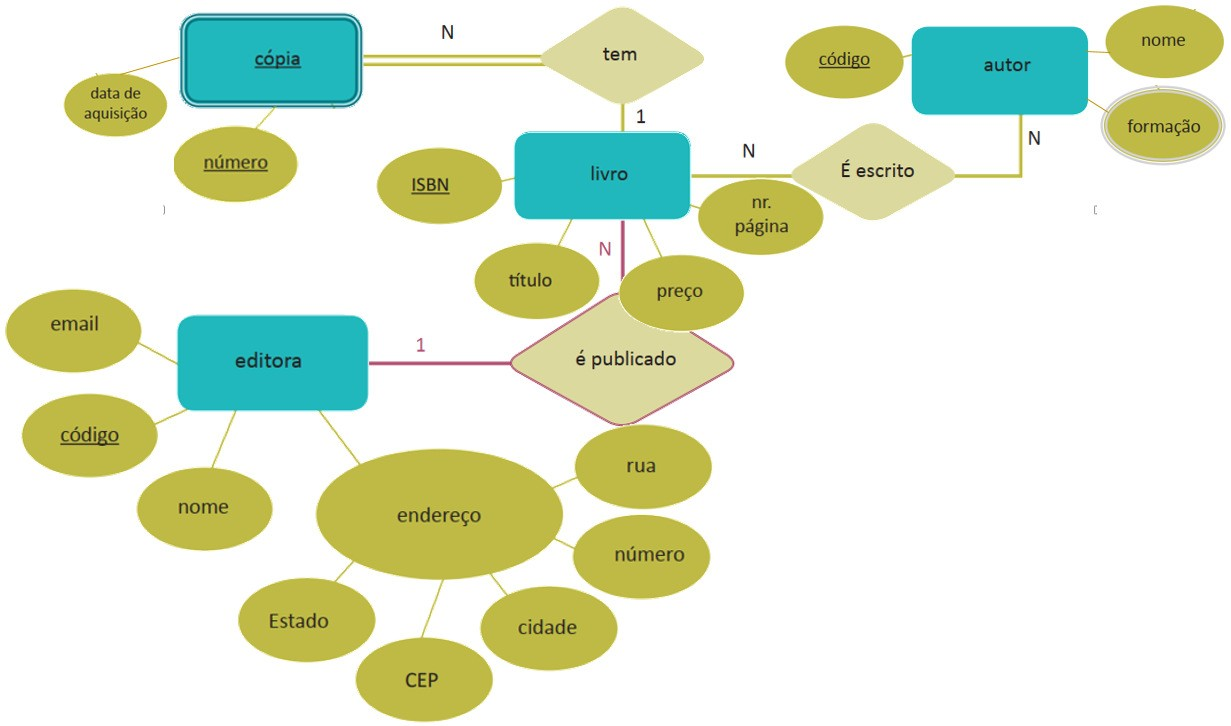 N
cópia
tem
código
autor
nome
data de
aquisição
1
formação
número
N
N
ISBN
livro
É escrito
nr.
página
N
título
preço
email
editora
1
é publicado
código
nome
endereço
rua
número
Estado
cidade
CEP